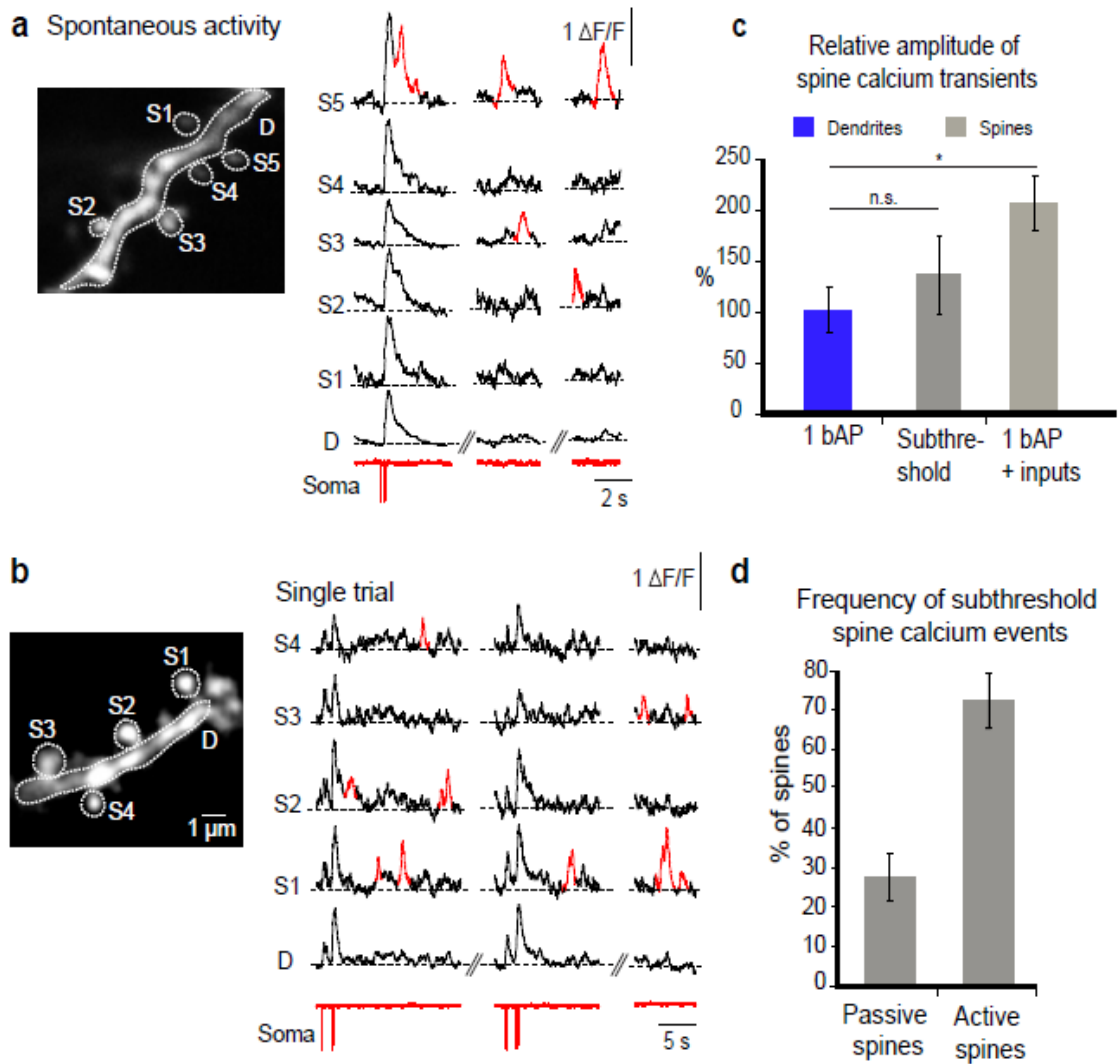 a Spontaneous activity
S1
D
S5
S4
S2
S3
1 ΔF/F
S5
S4
S3
S2
S1
D
Soma
2 s
c
Relative amplitude of
spine calcium transients
Dendrites
Spines
250
200
150
100
50
0
%
*
n.s.
1 bAP
Subthre-
shold
1 bAP
+ inputs
b
S1
S2
S3
D
S4
1 µm
Single trial
1 ΔF/F
S4
S3
S2
S1
D
Soma
5 s
d
Frequency of subthreshold
spine calcium events
% of spines
80
70
60
50
40
30
20
10
0
Passive
spines
Active
spines